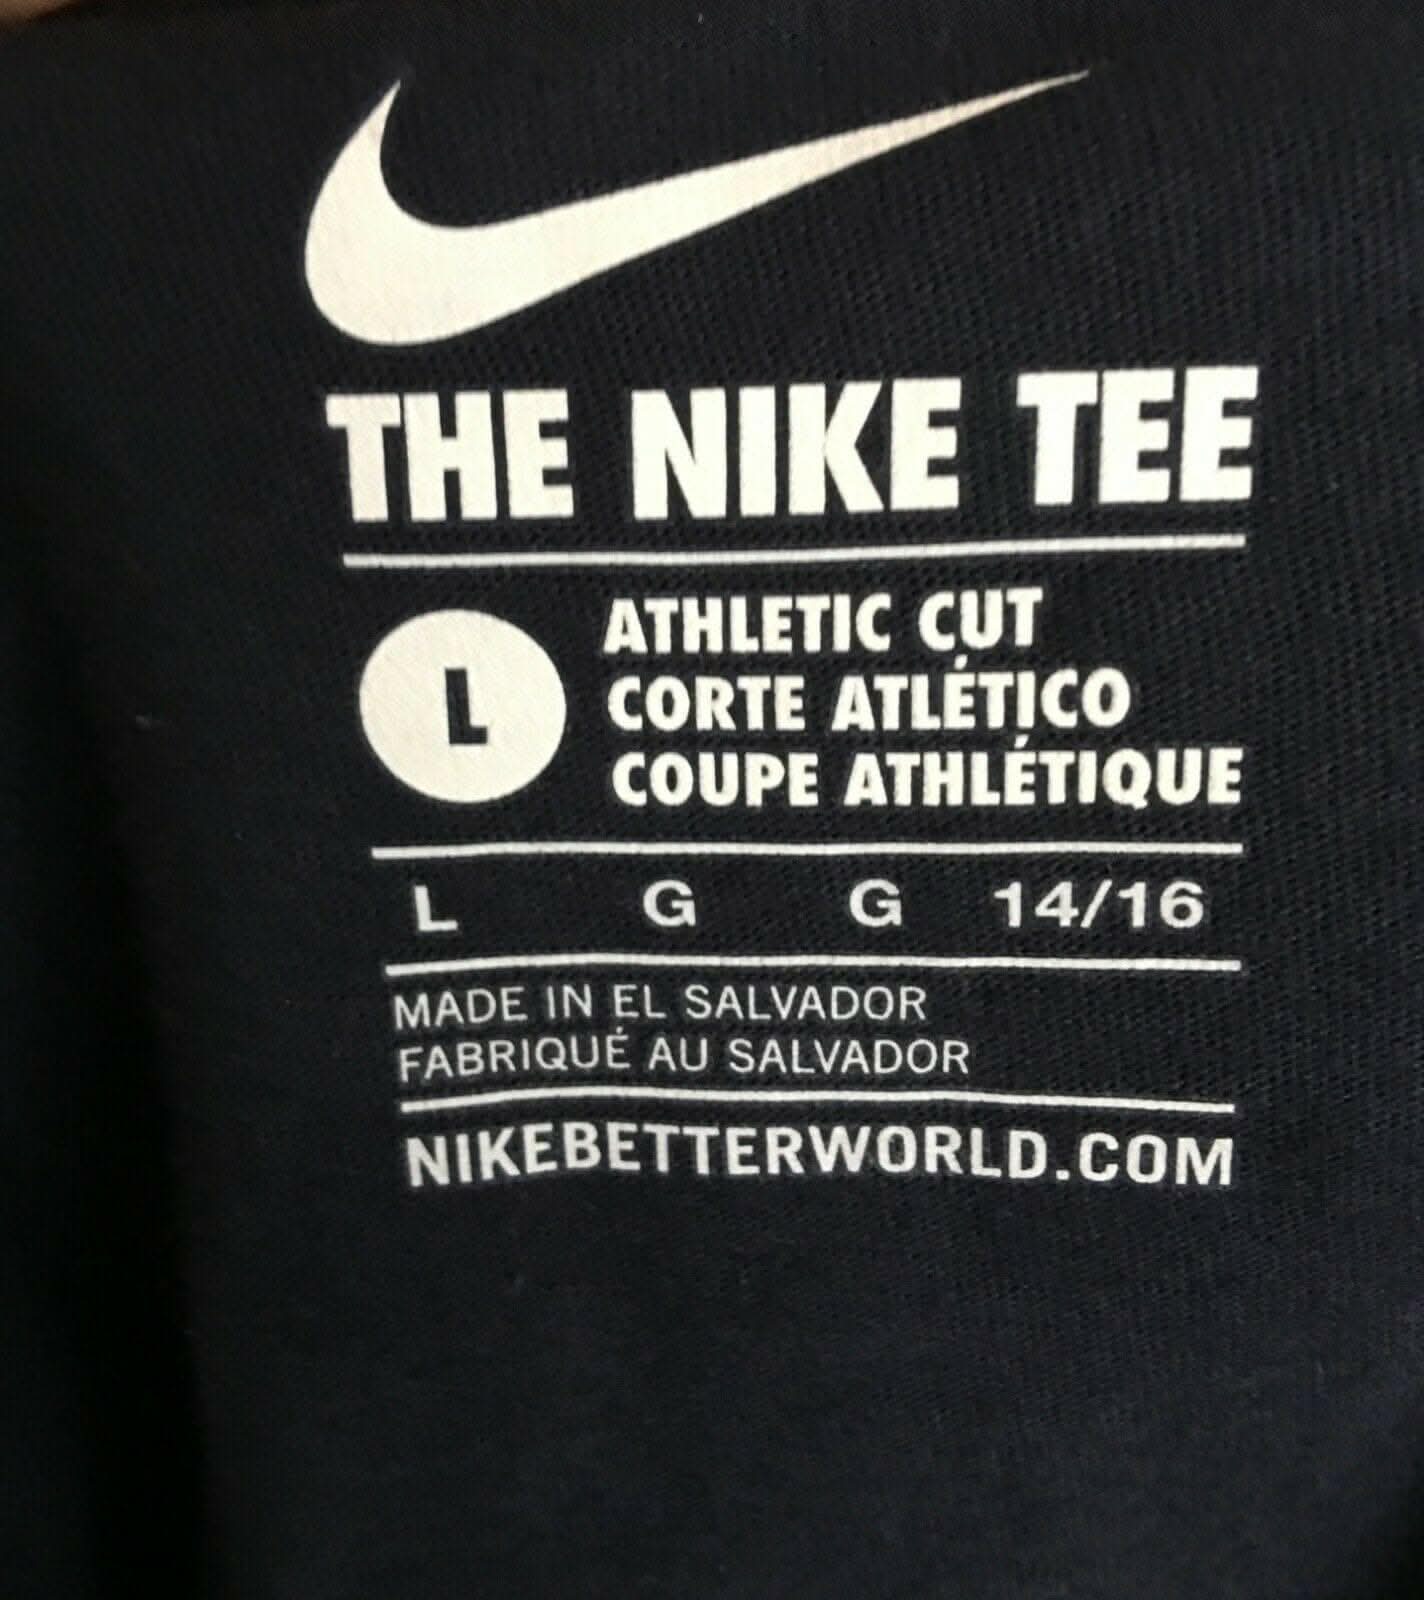 THE NIKE TEE
L
ATHLETIC CUT
CORTE ATLÉTICO
COUPE ATHLÉTIQUE
L G G 14/16
MADE IN EL SALVADOR
FABRIQUÉ AU SALVADOR
NIKEBETTERWORLD.COM